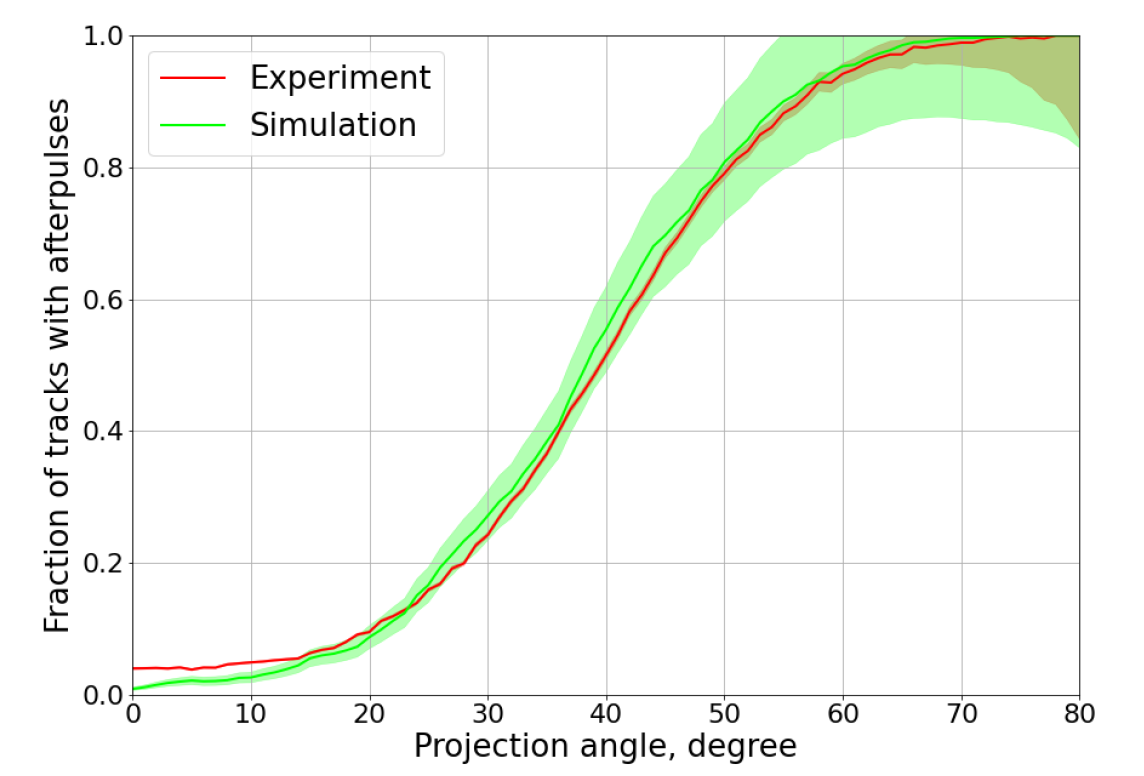 Experiment
Simulation
Fraction of tracks with afterpulses
1.0
0.8
0.6
0.4
0.2
0.0
0 10 20 30 40 50 60 70 80
Projection angle, degree